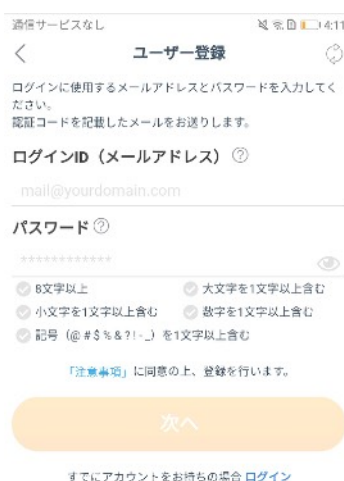 通信サービスなし 4:11
ユーザー登録
ログインに使用するメールアドレスとパスワードを入力してく
ださい。
認証コードを記載したメールをお送りします。
ログインID（メールアドレス）?
mail@yourdomain.com
パスワード?
************
8文字以上 大文字を1文字以上含む
小文字を1文字以上含む 数字を1文字以上含む
記号（@#$%&?!-_）を1文字以上含む
「注意事項」に同意の上、登録を行います。
次へ
すでにアカウントをお持ちの場合 ログイン